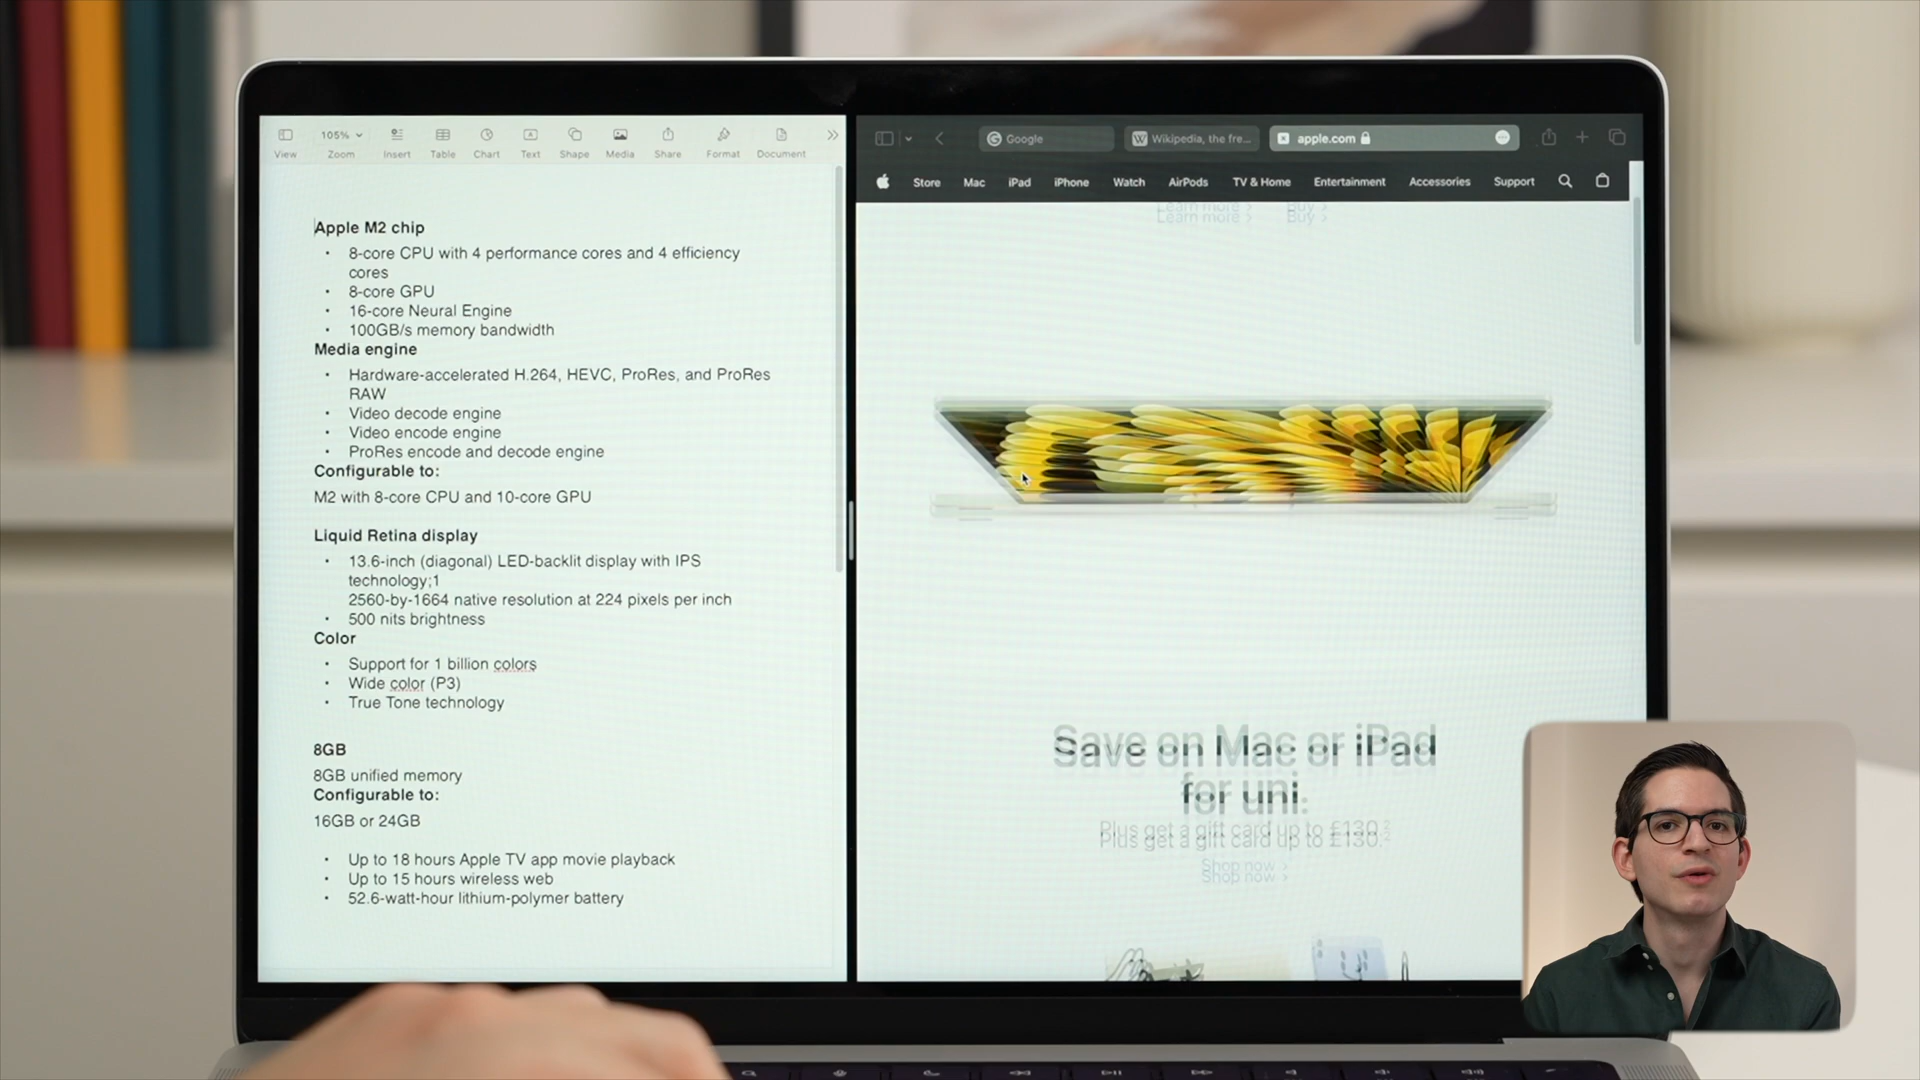 View
105%
Zoom
Insert
Table
Chart
Text
Shape
Media
Share
Format
Document
Apple M2 chip
• 8-core CPU with 4 performance cores and 4 efficiency
cores
• 8-core GPU
• 16-core Neural Engine
• 100GB/s memory bandwidth
Media engine
• Hardware-accelerated H.264, HEVC, ProRes, and ProRes
RAW
• Video decode engine
• Video encode engine
• ProRes encode and decode engine
Configurable to:
M2 with 8-core CPU and 10-core GPU
Liquid Retina display
• 13.6-inch (diagonal) LED-backlit display with IPS
technology;1
2560-by-1664 native resolution at 224 pixels per inch
• 500 nits brightness
Color
• Support for 1 billion colors
• Wide color (P3)
• True Tone technology
8GB
8GB unified memory
Configurable to:
16GB or 24GB
• Up to 18 hours Apple TV app movie playback
• Up to 15 hours wireless web
• 52.6-watt-hour lithium-polymer battery
Google
Wikipedia, the fre...
apple.com
Store Mac iPad iPhone Watch AirPods TV & Home Entertainment Accessories Support
Learn more > Buy >
Save on Mac or iPad
for uni.
Plus get a gift card up to £130.²
Shop now >